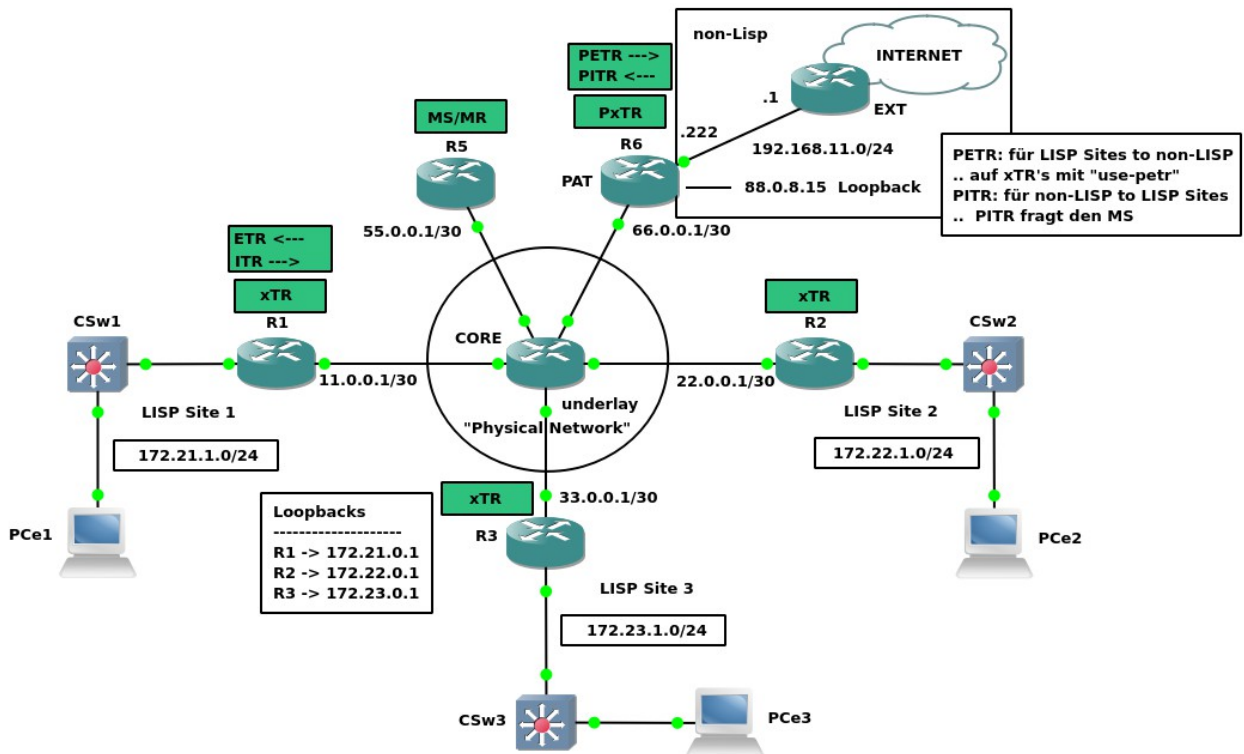 non-Lisp
INTERNET
PETR --->
PITR <---
.1
EXT
MS/MR
PxTR
.222
R5
R6
192.168.11.0/24
PETR: für LISP Sites to non-LISP
.. auf xTR's mit "use-petr"
PITR: für non-LISP to LISP Sites
.. PITR fragt den MS
PAT
88.0.8.15 Loopback
55.0.0.1/30
66.0.0.1/30
ETR <---
ITR --->
xTR
xTR
CSw1
R1
CORE
R2
CSw2
11.0.0.1/30
22.0.0.1/30
LISP Site 1
underlay
"Physical Network"
LISP Site 2
172.21.1.0/24
172.22.1.0/24
xTR
33.0.0.1/30
Loopbacks
--------------------
R1 -> 172.21.0.1
R2 -> 172.22.0.1
R3 -> 172.23.0.1
PCe1
R3
PCe2
LISP Site 3
172.23.1.0/24
CSw3
PCe3